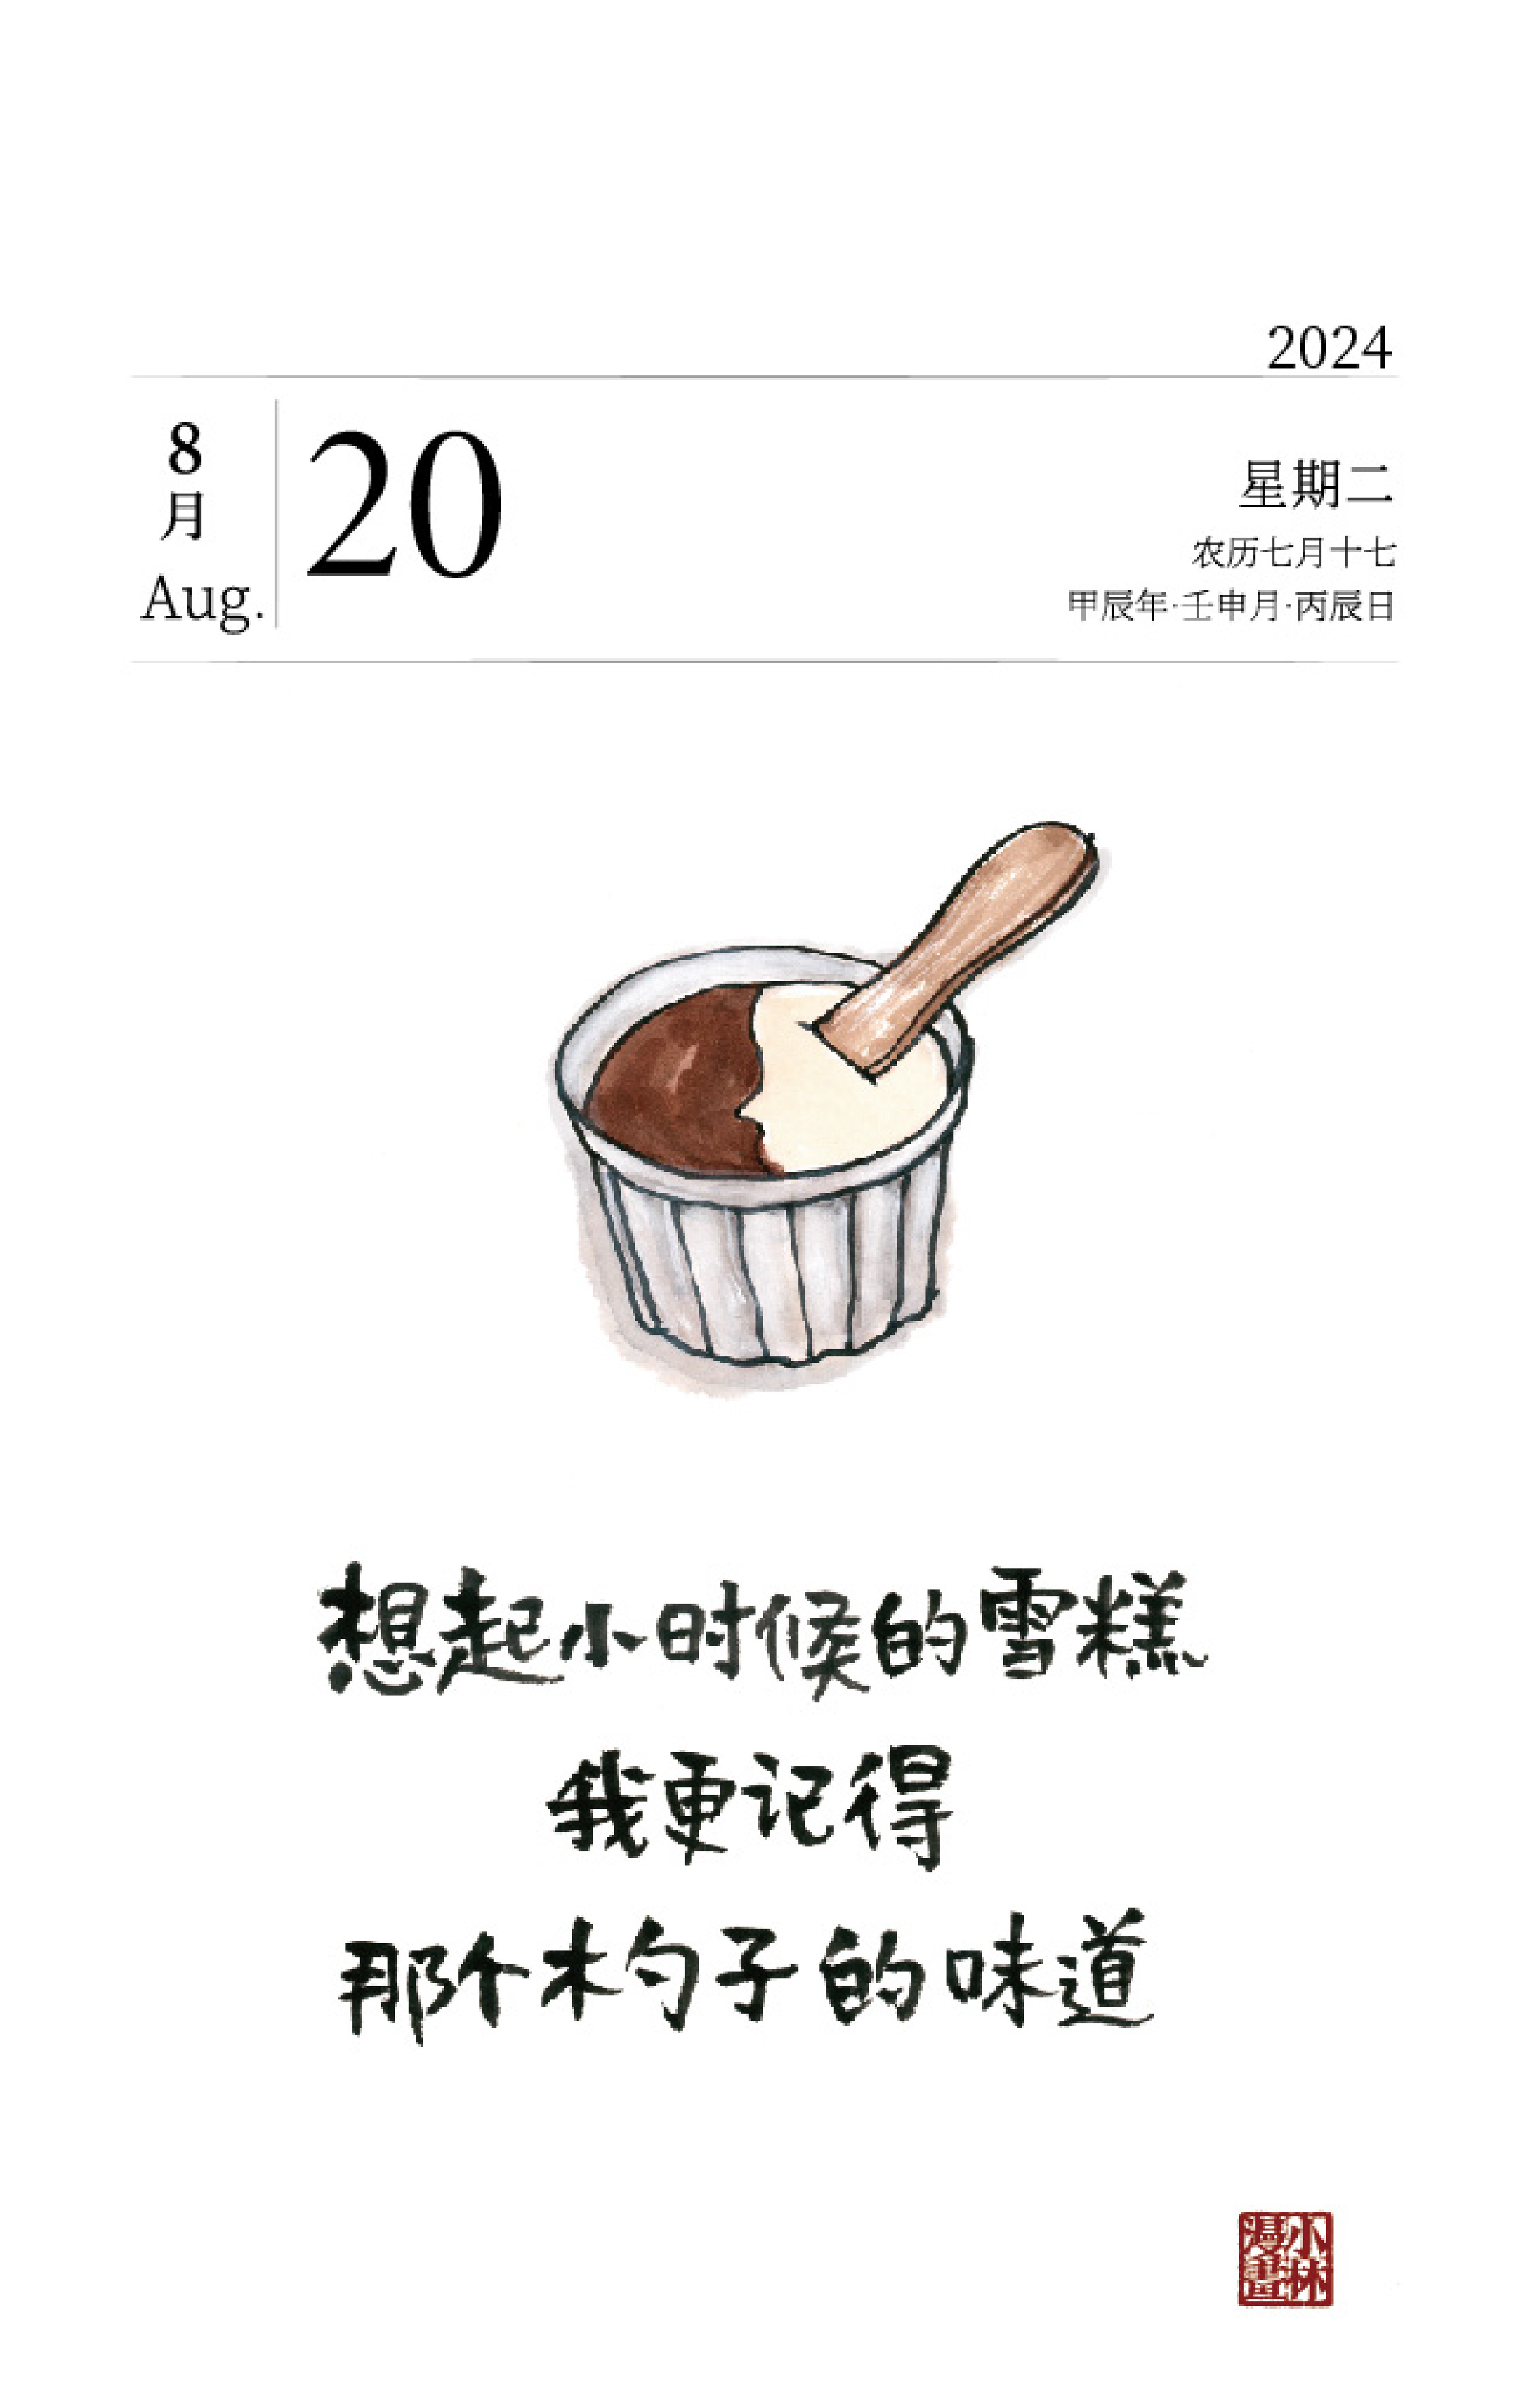 2024
8
月
Aug.
20
星期二
农历七月十七
甲辰年·壬申月·丙辰日
想起小时候的雪糕
我更记得
那个木勺子的味道
小林
漫畫